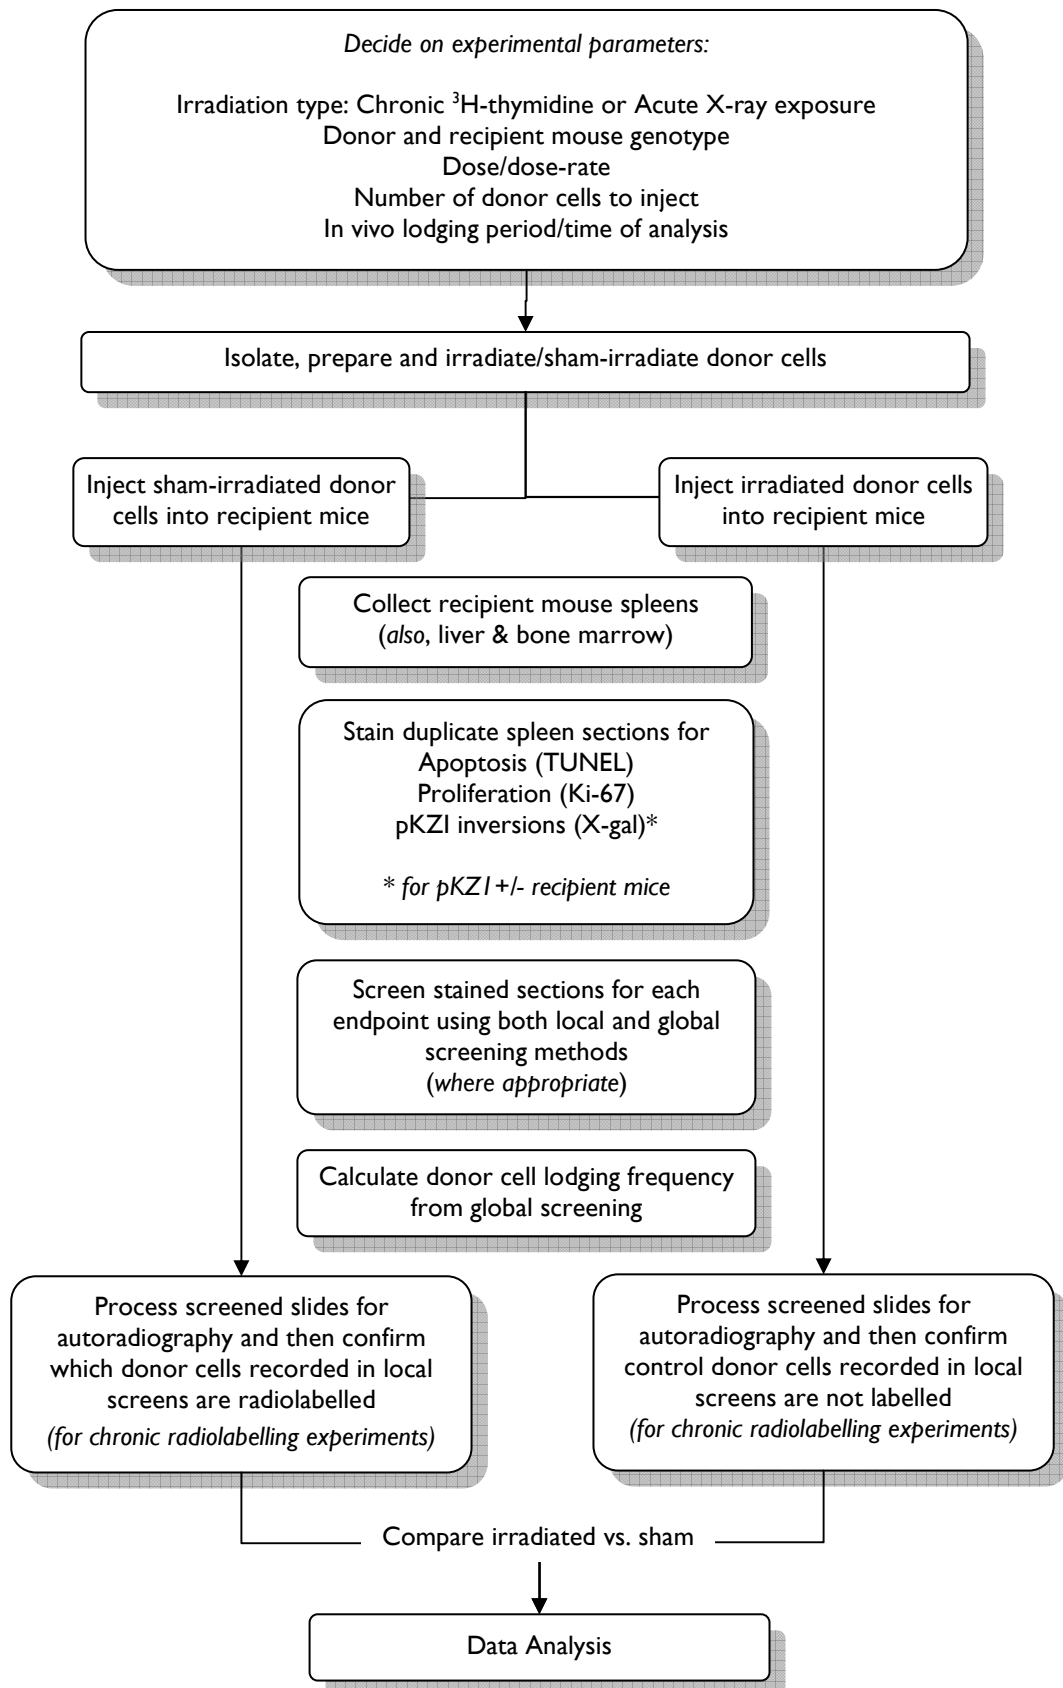 Decide on experimental parameters:
Irradiation type: Chronic ³H-thymidine or Acute X-ray exposure
Donor and recipient mouse genotype
Dose/dose-rate
Number of donor cells to inject
In vivo lodging period/time of analysis
Isolate, prepare and irradiate/sham-irradiate donor cells
Inject sham-irradiated donor
cells into recipient mice
Inject irradiated donor cells
into recipient mice
Collect recipient mouse spleens
(also, liver & bone marrow)
Stain duplicate spleen sections for
Apoptosis (TUNEL)
Proliferation (Ki-67)
pKZ1 inversions (X-gal)*
* for pKZ1+/- recipient mice
Screen stained sections for each
endpoint using both local and global
screening methods
(where appropriate)
Calculate donor cell lodging frequency
from global screening
Process screened slides for
autoradiography and then confirm
which donor cells recorded in local
screens are radiolabelled
(for chronic radiolabelling experiments)
Process screened slides for
autoradiography and then confirm
control donor cells recorded in local
screens are not labelled
(for chronic radiolabelling experiments)
Compare irradiated vs. sham
Data Analysis